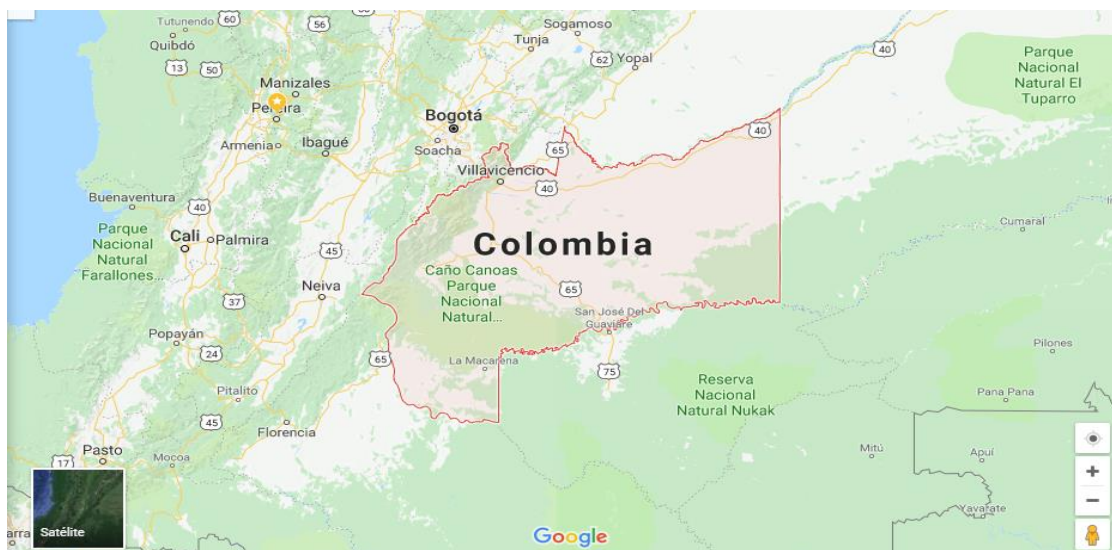 Tutunendo
60
56
Sogamoso
Quibdó
Tunja
40
13
50
62
Yopal
Parque
Nacional
Natural El
Tuparro
Manizales
Pereira
Bogotá
40
Armenia
Ibagué
Soacha
65
Villavicencio
40
Buenaventura
40
Parque
Nacional
Natural
Farallones...
Cali
Palmira
45
Colombia
Cumaral
Caño Canoas
Parque
Nacional
Natural...
65
Neiva
37
San José Del
Guaviare
Popayán
24
65
La Macarena
75
Pilones
Pitalito
Reserva
Nacional
Natural Nukak
Pana Pana
45
Florencia
Pasto
17
Mocoa
Mitú
Apuí
Yavarate
Satélite
Google